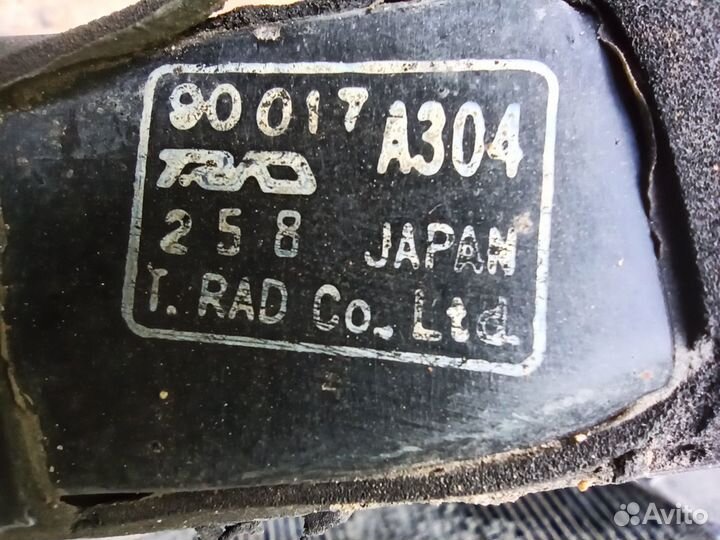 90017 A304
TRAD
258 JAPAN
T. RAD Co., Ltd.
Avito